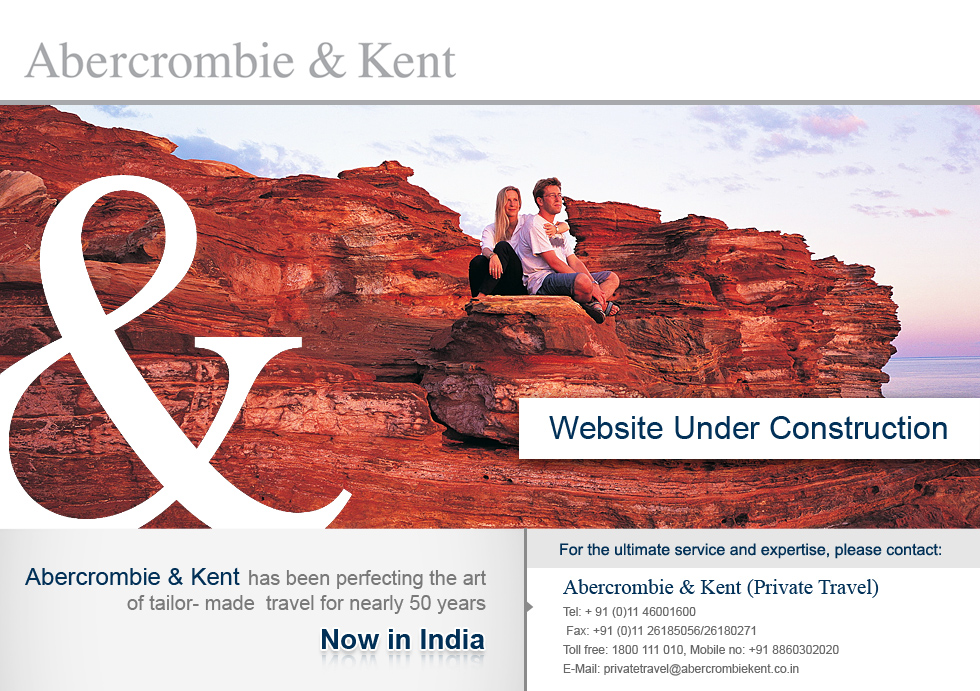 Abercrombie & Kent
&
Website Under Construction
Abercrombie & Kent has been perfecting the art
of tailor- made travel for nearly 50 years
Now in India
For the ultimate service and expertise, please contact:
Abercrombie & Kent (Private Travel)
Tel: + 91 (0)11 46001600
Fax: +91 (0)11 26185056/26180271
Toll free: 1800 111 010, Mobile no: +91 8860302020
E-Mail: privatetravel@abercrombiekent.co.in